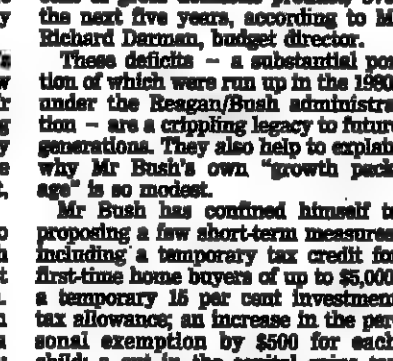 the next five years, according to M
Richard Darman, budget director.
These deficits – a substantial por
tion of which were run up in the 1980
under the Reagan/Bush administra
tion – are a crippling legacy to futur
generations. They also help to explain
why Mr Bush's own "growth pack
age" is so modest.
Mr Bush has confined himself to
proposing a few short-term measures
including a temporary tax credit for
first-time home buyers of up to $5,000
a temporary 15 per cent investment
tax allowance; an increase in the per
sonal exemption by $500 for each